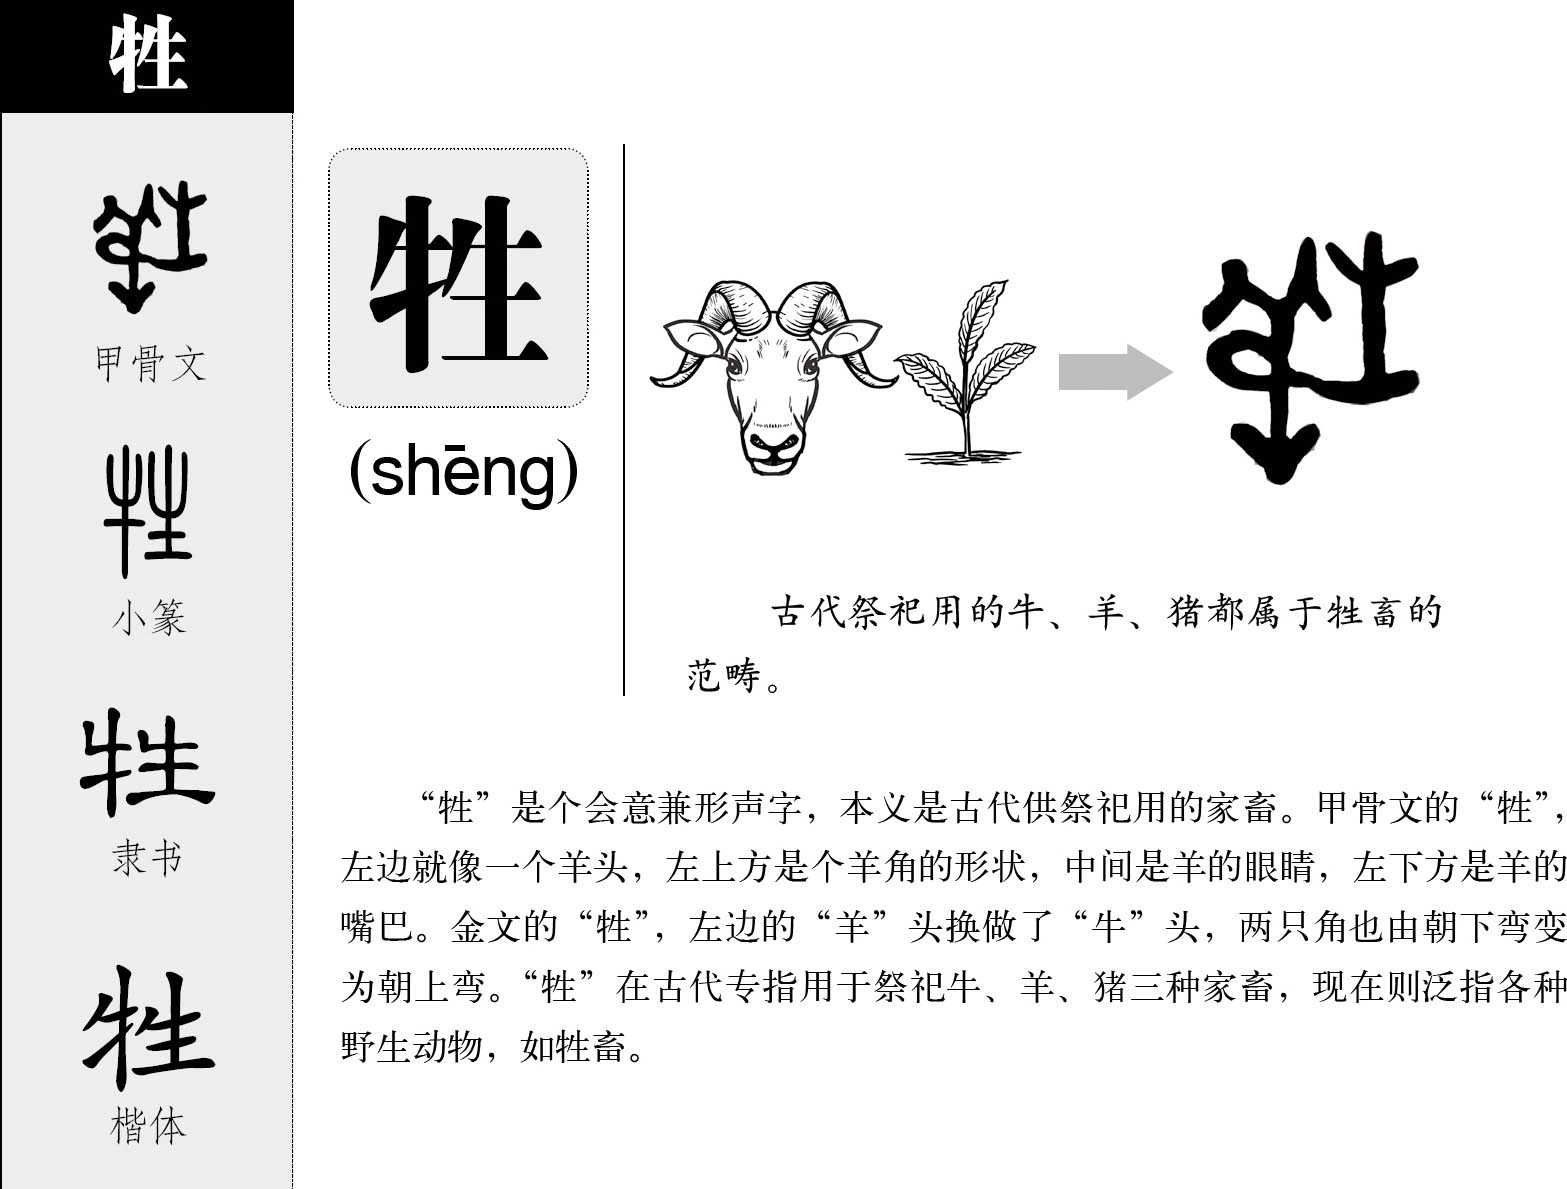 牲
甲骨文
小篆
隶书
楷体
牲
(shēng)
古代祭祀用的牛、羊、猪都属于牲畜的
范畴。
“牲”是个会意兼形声字，本义是古代供祭祀用的家畜。甲骨文的“牲”，
左边就像一个羊头，左上方是个羊角的形状，中间是羊的眼睛，左下方是羊的
嘴巴。金文的“牲”，左边的“羊”头换做了“牛”头，两只角也由朝下弯变
为朝上弯。“牲”在古代专指用于祭祀牛、羊、猪三种家畜，现在则泛指各种
野生动物，如牲畜。